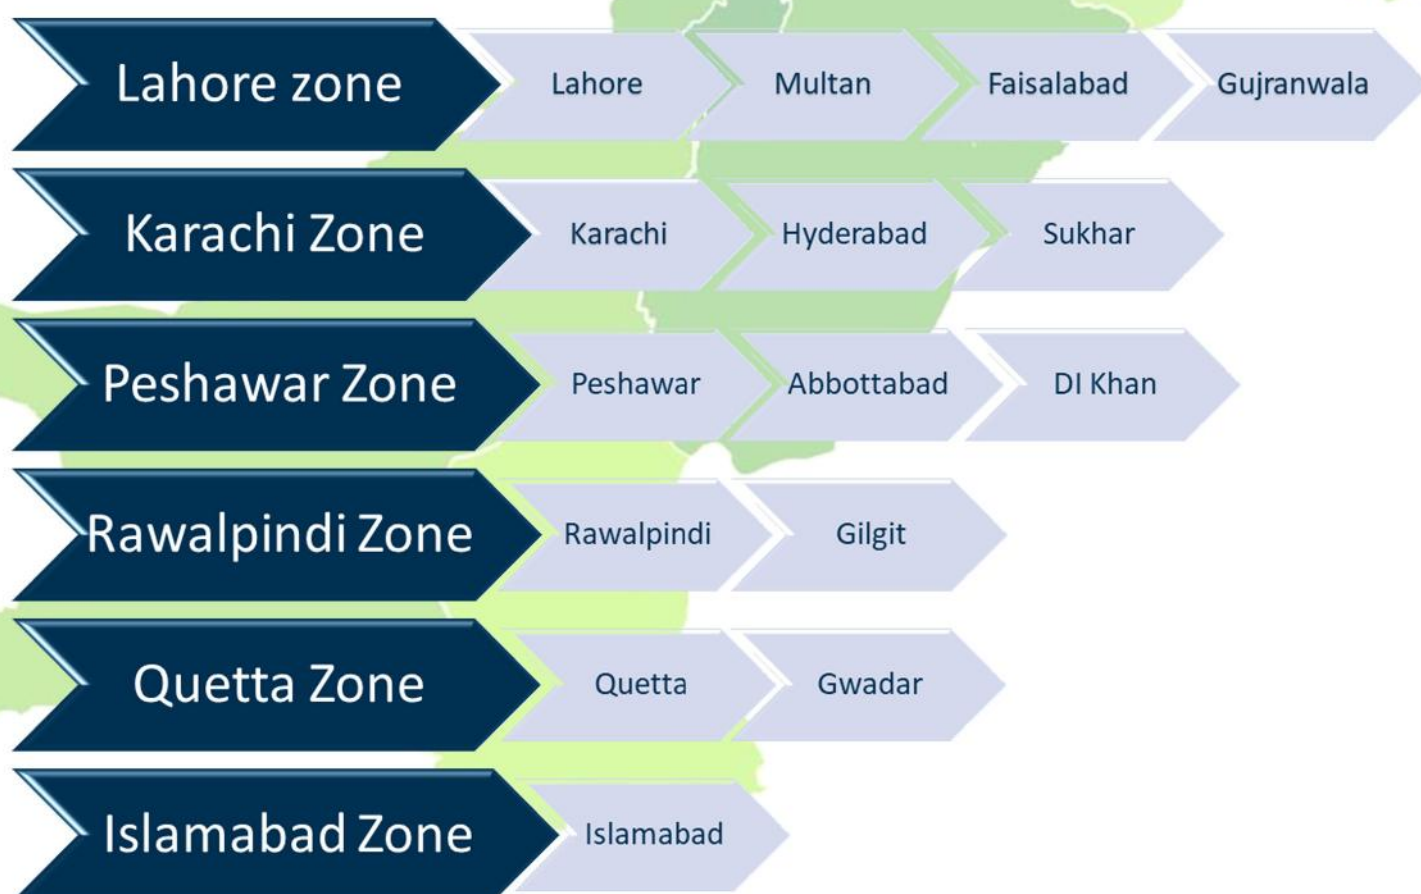 Lahore zone Lahore Multan Faisalabad Gujranwala
Karachi Zone Karachi Hyderabad Sukhar
Peshawar Zone Peshawar Abbottabad DI Khan
Rawalpindi Zone Rawalpindi Gilgit
Quetta Zone Quetta Gwadar
Islamabad Zone Islamabad